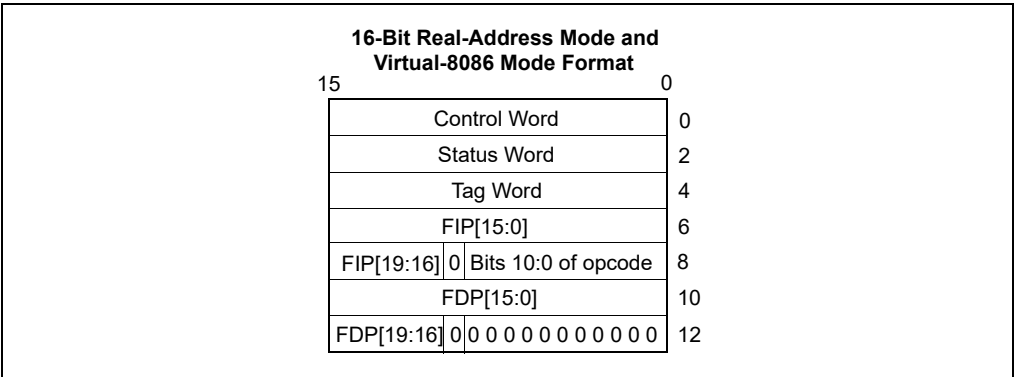 16-Bit Real-Address Mode and
Virtual-8086 Mode Format
15 0
Control Word 0
Status Word 2
Tag Word 4
FIP[15:0] 6
FIP[19:16] 0 Bits 10:0 of opcode 8
FDP[15:0] 10
FDP[19:16] 0 0 0 0 0 0 0 0 0 0 0 0 12